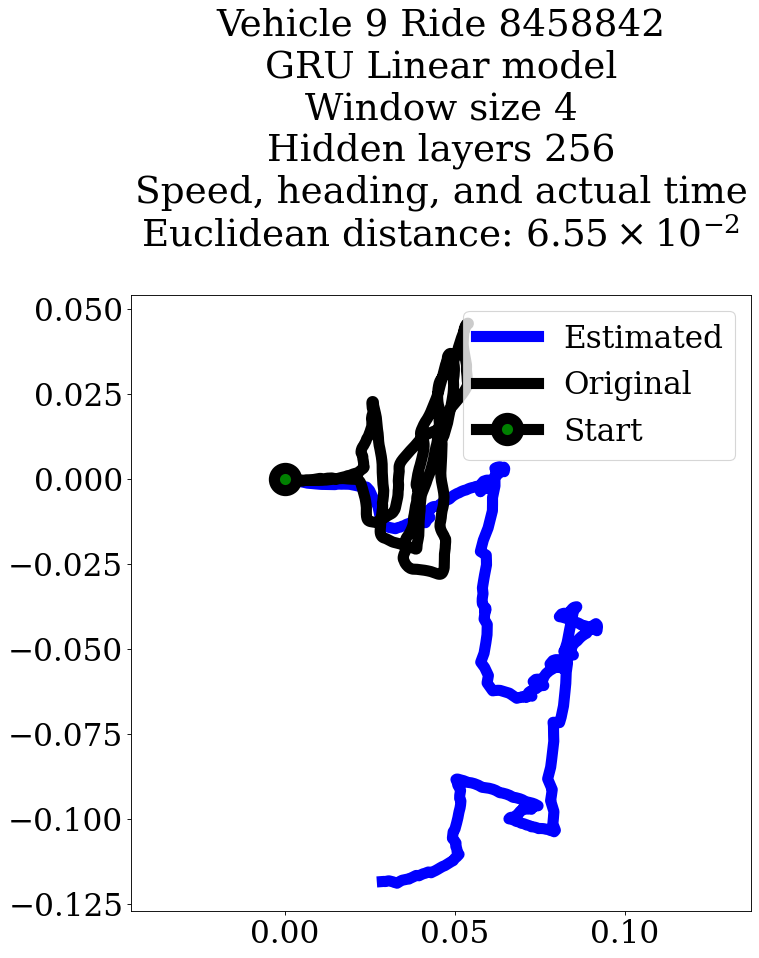 Vehicle 9 Ride 8458842
GRU Linear model
Window size 4
Hidden layers 256
Speed, heading, and actual time
Euclidean distance: 6.55 × 10⁻²
0.050
0.025
0.000
−0.025
−0.050
−0.075
−0.100
−0.125
Estimated
Original
Start
0.00 0.05 0.10